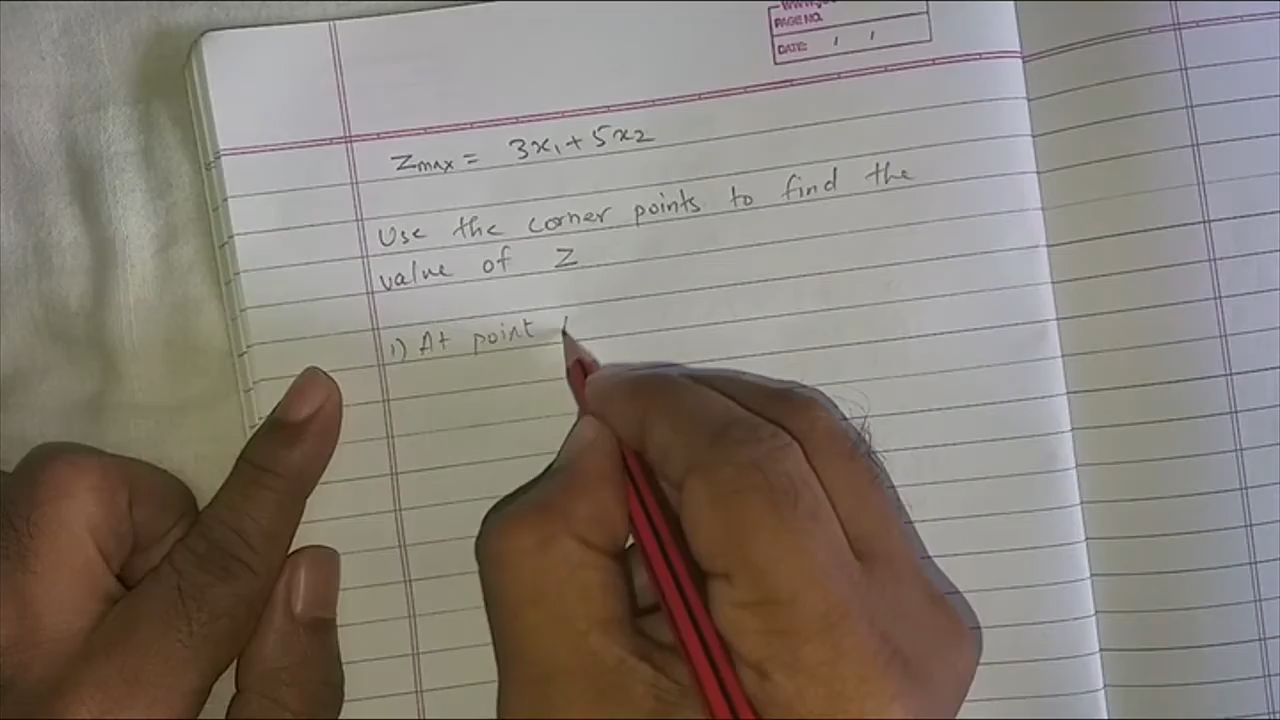 PAGE NO.
DATE: / /
Zmax = 3x₁ + 5x₂
Use the corner points to find the
value of Z
1) At point